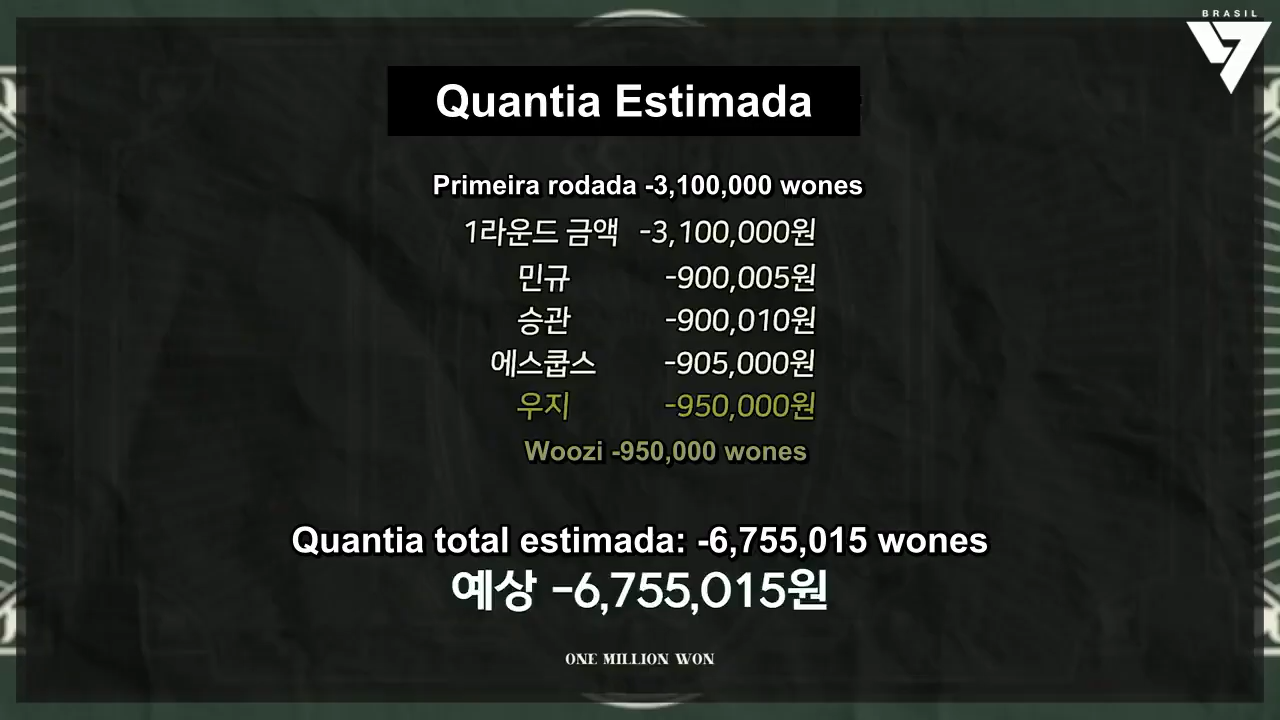 BRASIL
Quantia Estimada
Primeira rodada -3,100,000 wones
1라운드 금액 -3,100,000원
민규 -900,005원
승관 -900,010원
에스쿱스 -905,000원
우지 -950,000원
Woozi -950,000 wones
Quantia total estimada: -6,755,015 wones
예상 -6,755,015원
ONE MILLION WON